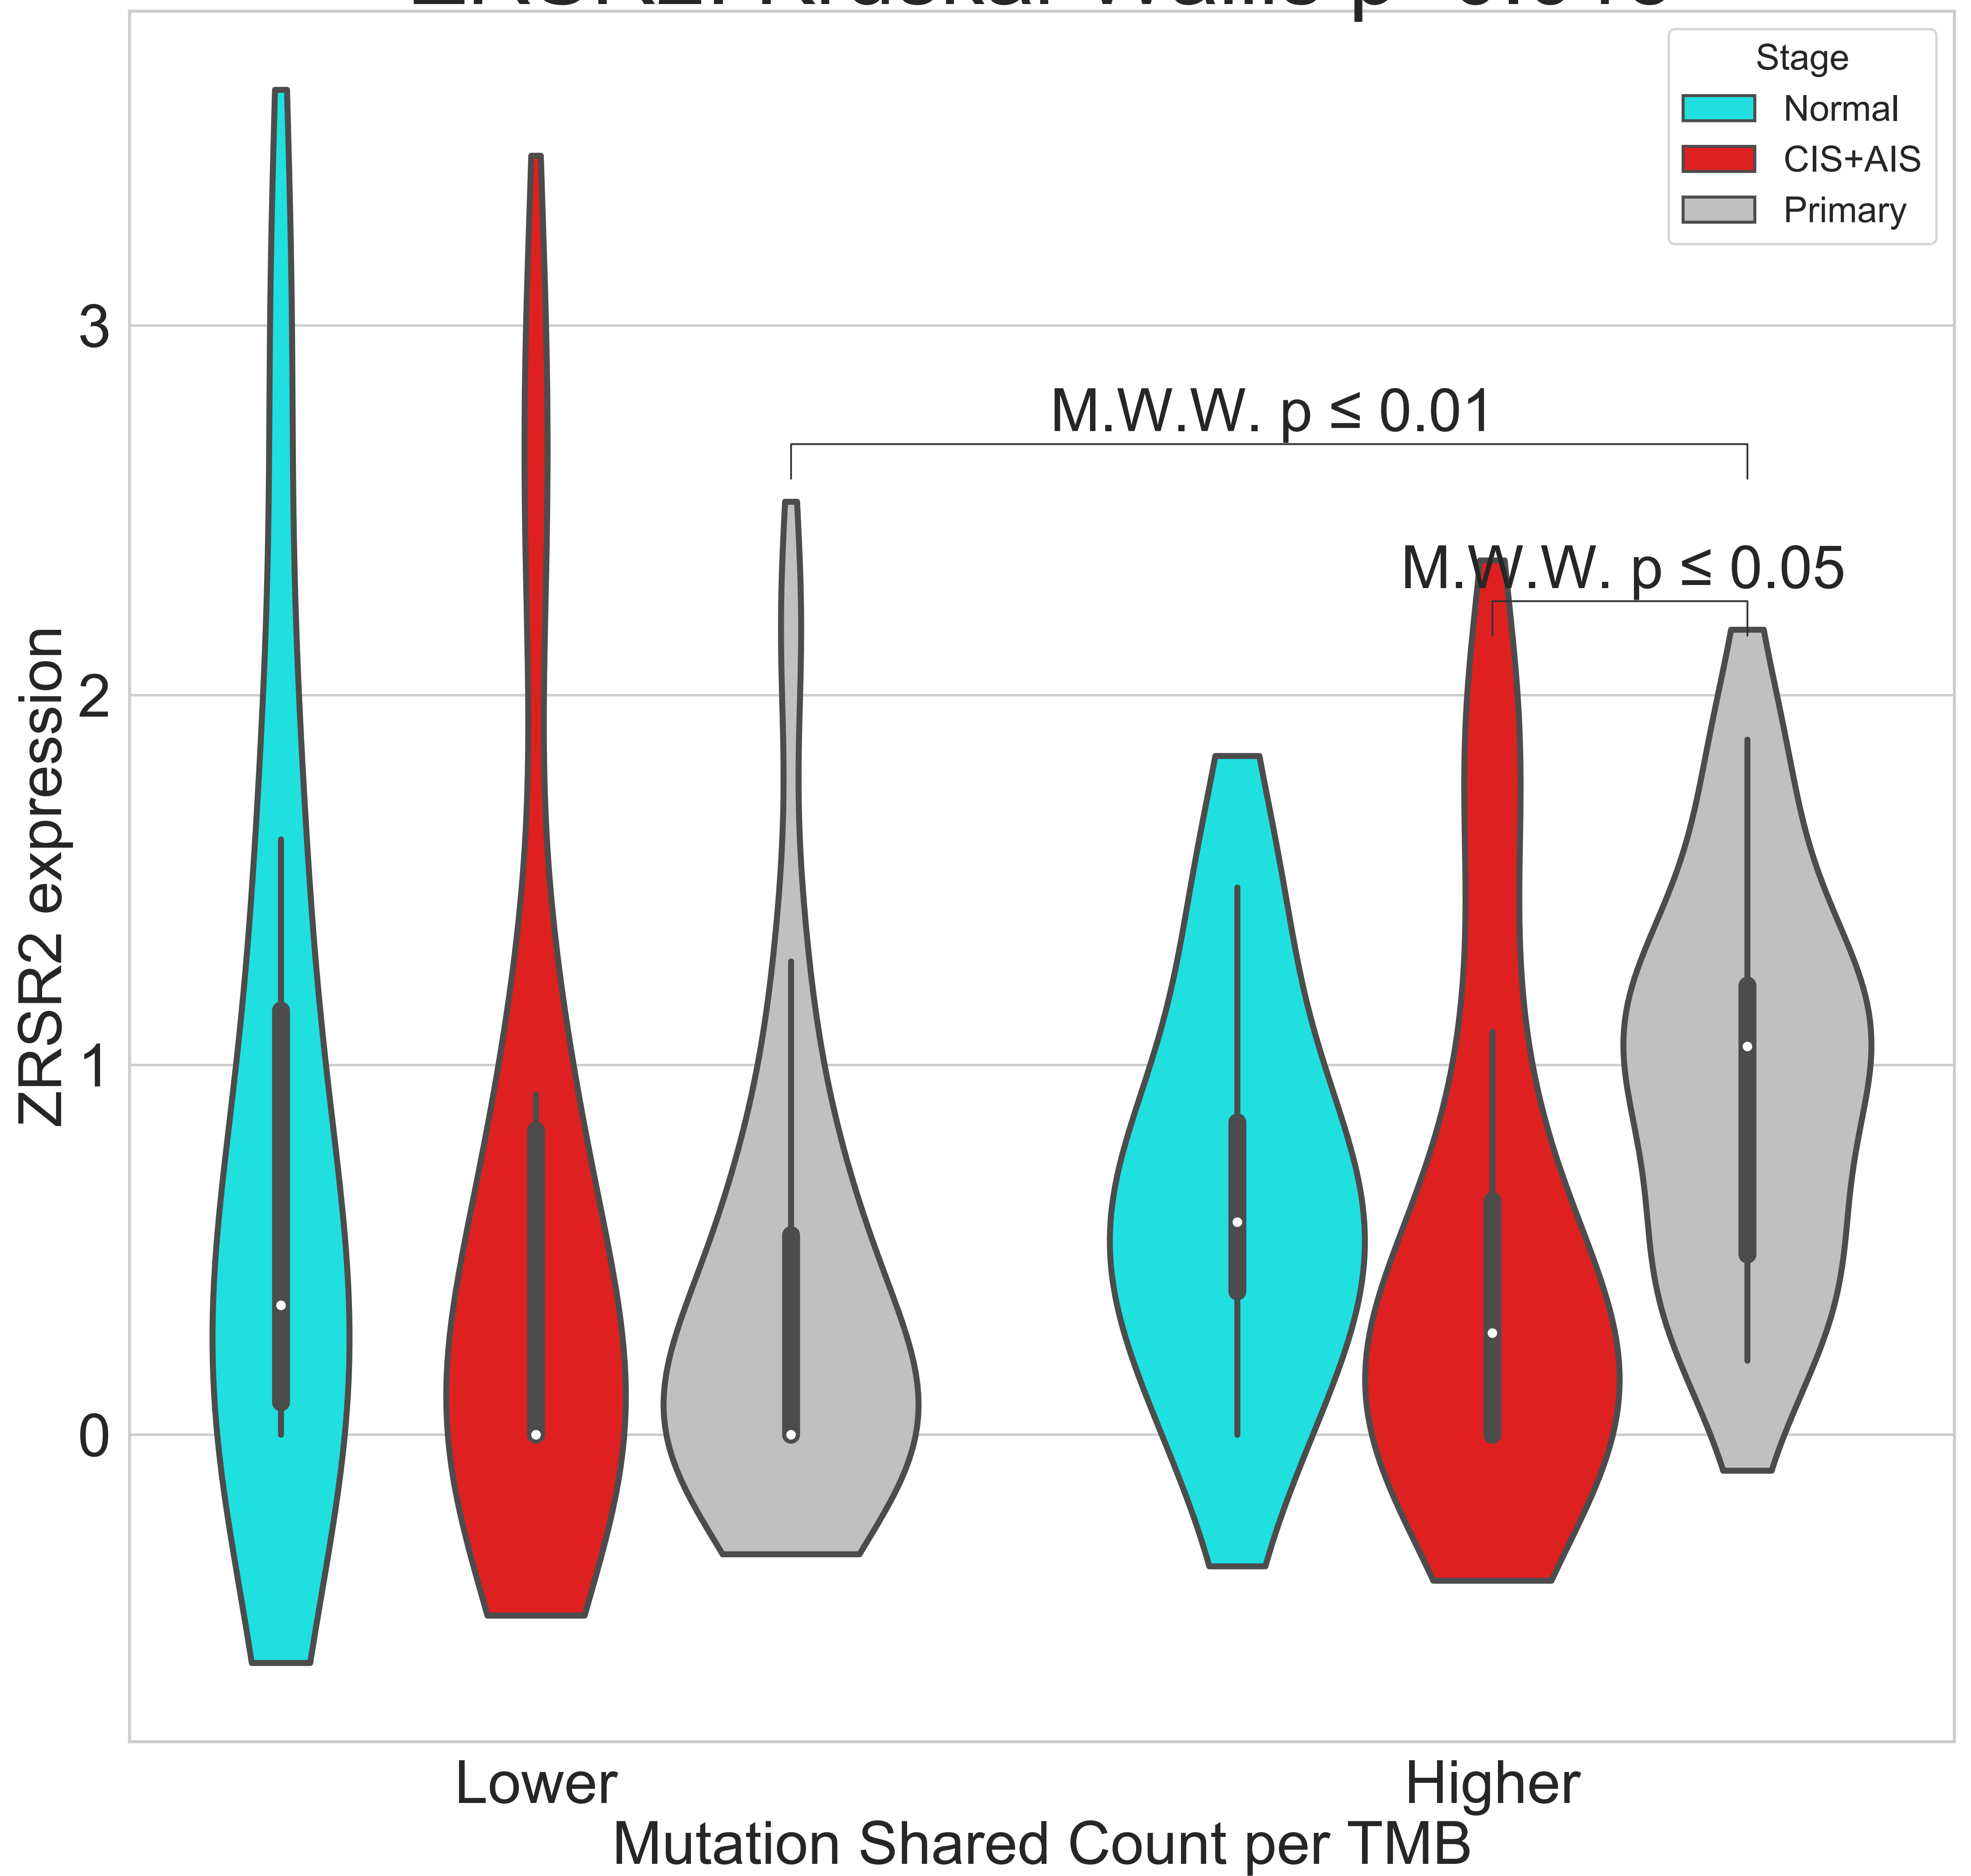 Stage
Normal
CIS+AIS
Primary
3
M.W.W. p ≤ 0.01
M.W.W. p ≤ 0.05
2
ZRSR2 expression
1
0
Lower
Higher
Mutation Shared Count per TMB